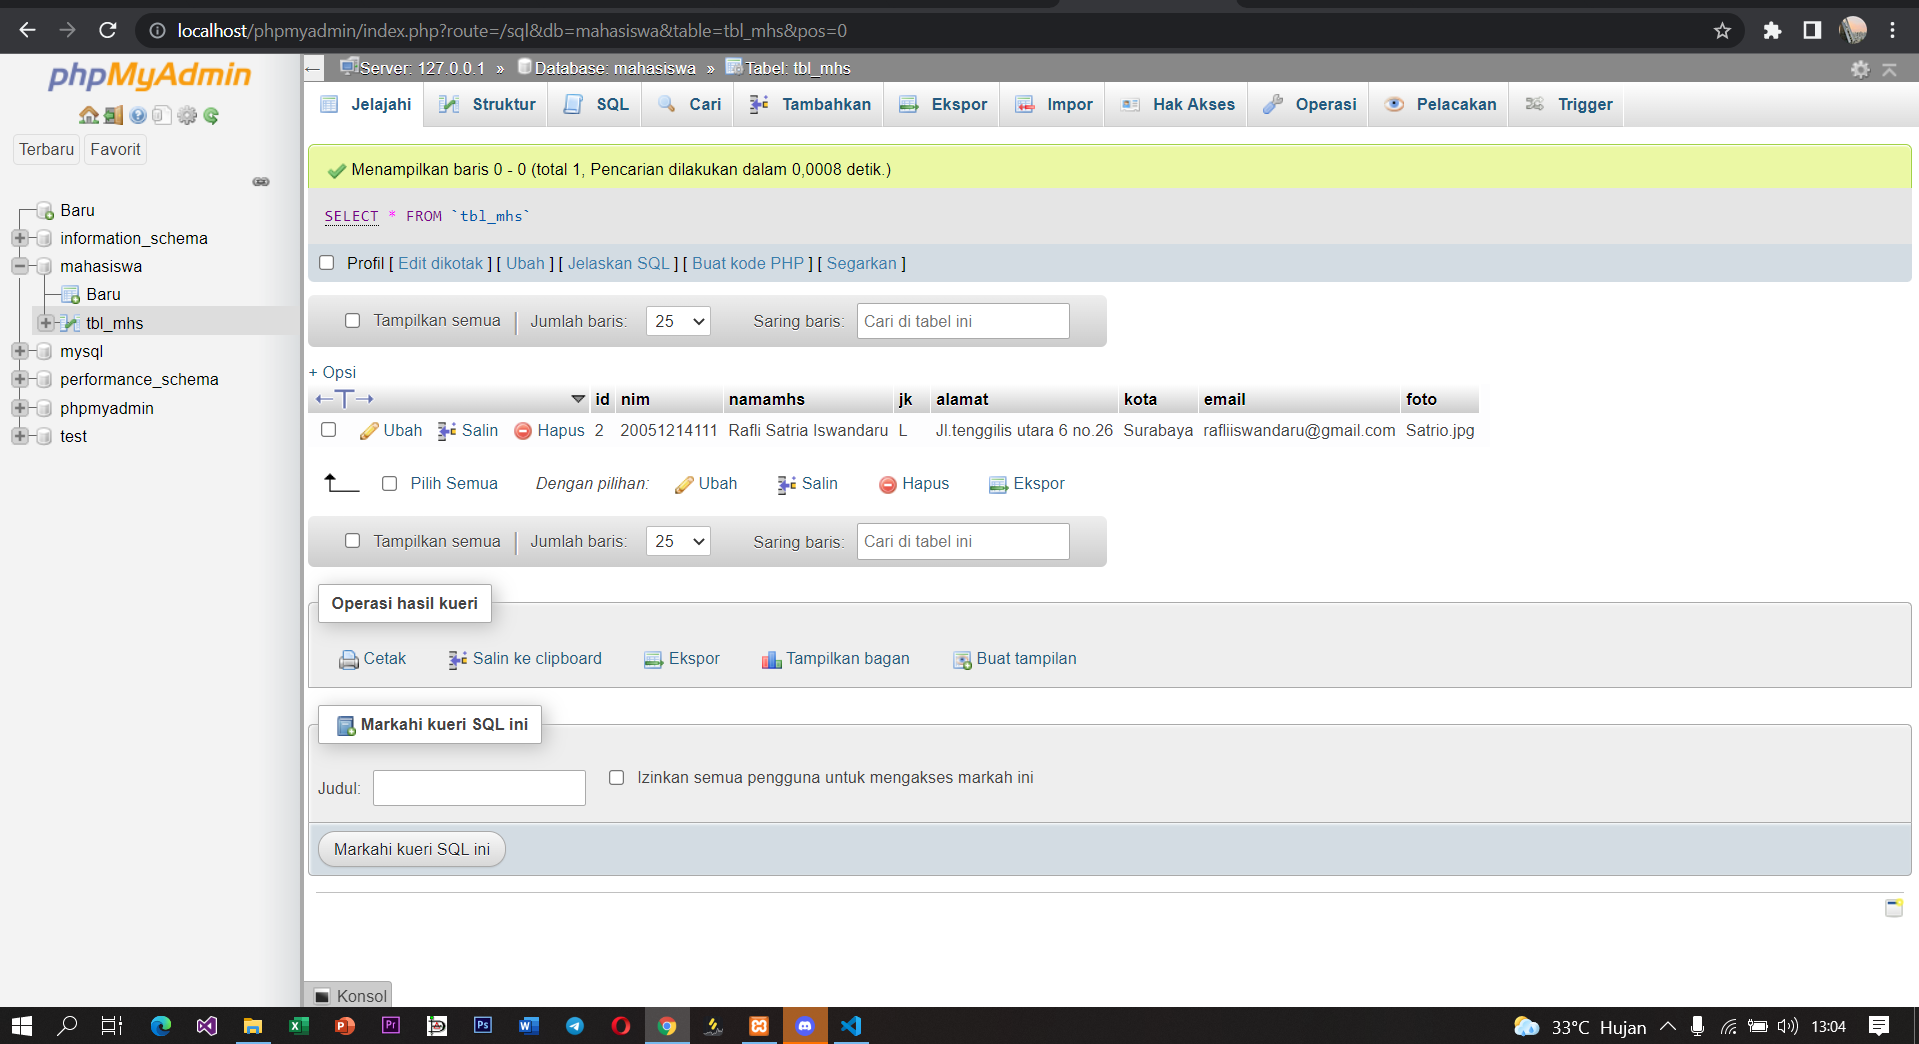 localhost/phpmyadmin/index.php?route=/sql&db=mahasiswa&table=tbl_mhs&pos=0
phpMyAdmin
Terbaru Favorit
Baru
information_schema
mahasiswa
Baru
tbl_mhs
mysql
performance_schema
phpmyadmin
test
Server: 127.0.0.1 » Database: mahasiswa » Tabel: tbl_mhs
Jelajahi Struktur SQL Cari Tambahkan Ekspor Impor Hak Akses Operasi Pelacakan Trigger
Menampilkan baris 0 - 0 (total 1, Pencarian dilakukan dalam 0,0008 detik.)
SELECT * FROM `tbl_mhs`
Profil [ Edit dikotak ] [ Ubah ] [ Jelaskan SQL ] [ Buat kode PHP ] [ Segarkan ]
Tampilkan semua Jumlah baris: 25 Saring baris: Cari di tabel ini
+ Opsi
←T→ id nim namamhs jk alamat kota email foto
Ubah Salin Hapus 2 20051214111 Rafli Satria Iswandaru L Jl.tenggilis utara 6 no.26 Surabaya rafliiswandaru@gmail.com Satrio.jpg
Pilih Semua Dengan pilihan: Ubah Salin Hapus Ekspor
Tampilkan semua Jumlah baris: 25 Saring baris: Cari di tabel ini
Operasi hasil kueri
Cetak Salin ke clipboard Ekspor Tampilkan bagan Buat tampilan
Markahi kueri SQL ini
Judul: Izinkan semua pengguna untuk mengakses markah ini
Markahi kueri SQL ini
Konsol
33°C Hujan 13:04